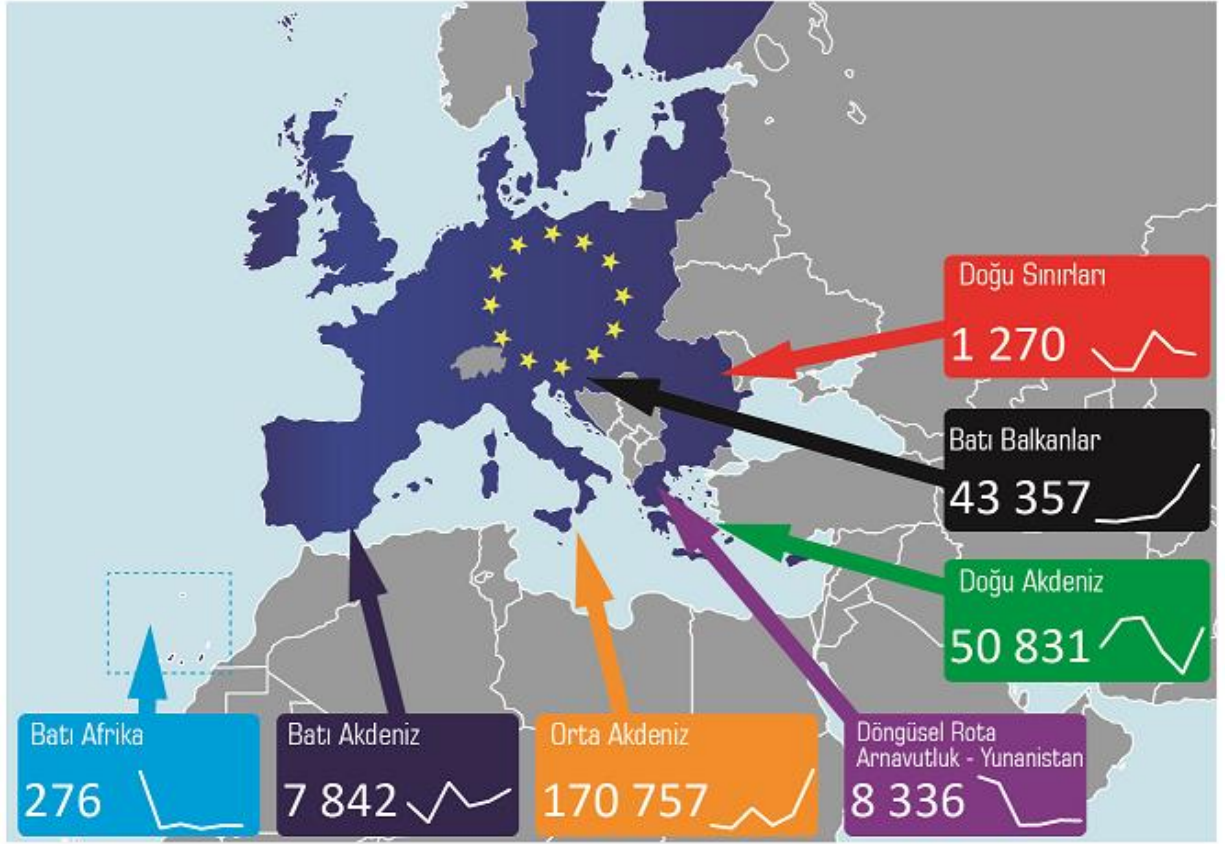 Doğu Sınırları
1 270
Batı Balkanlar
43 357
Doğu Akdeniz
50 831
Batı Afrika
276
Batı Akdeniz
7 842
Orta Akdeniz
170 757
Döngüsel Rota
Arnavutluk - Yunanistan
8 336